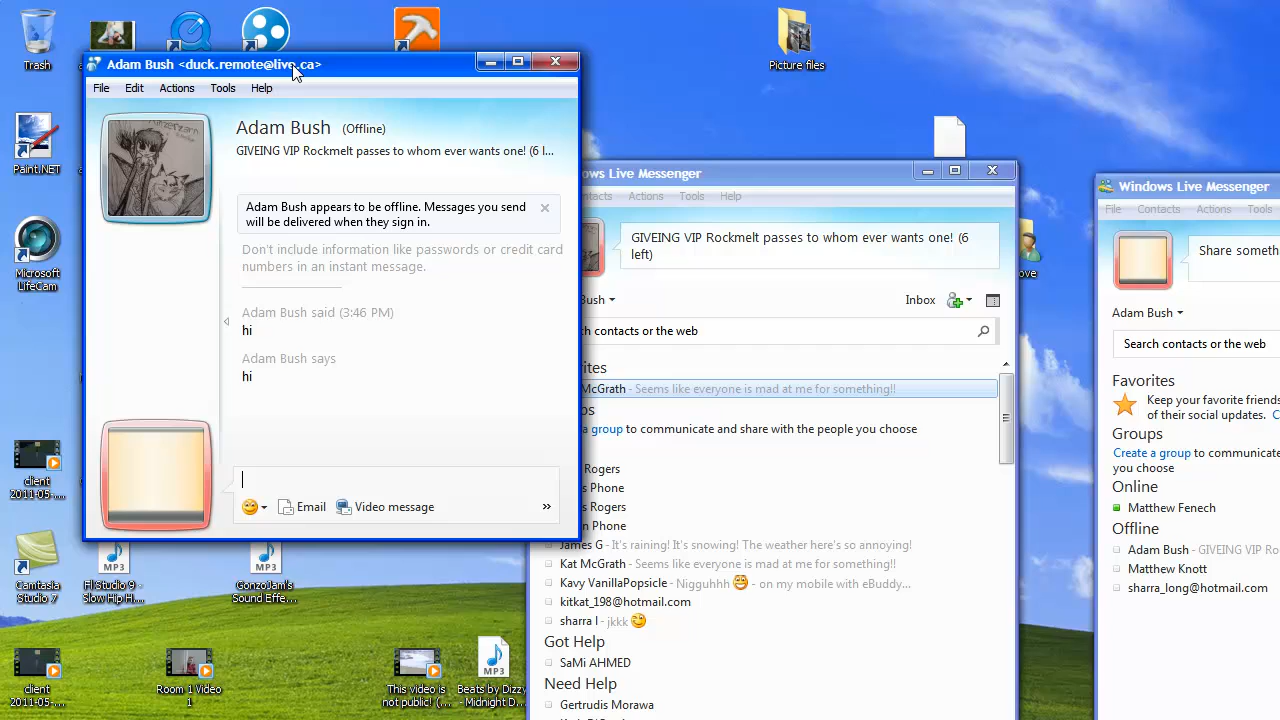 Trash
Paint.NET
Microsoft
LifeCam
client
2011-05-...
Camtasia
Studio 7
client
2011-05-...
Picture files
Adam Bush <duck.remote@live.ca>
File Edit Actions Tools Help
Adam Bush (Offline)
GIVEING VIP Rockmelt passes to whom ever wants one! (6 l...
Adam Bush appears to be offline. Messages you send
will be delivered when they sign in.
Don't include information like passwords or credit card
numbers in an instant message.
Adam Bush said (3:46 PM)
hi
Adam Bush says
hi
Email Video message »
MP3
Fl Studio 9 -
Slow Hip H...
MP3
GonzoJam's
Sound Effe...
Room 1 Video
1
This video is
not public! (...
MP3
Beats by Dizzy
- Midnight D...
ows Live Messenger
ntacts Actions Tools Help
GIVEING VIP Rockmelt passes to whom ever wants one! (6
left)
Bush
Inbox
ch contacts or the web
rites
McGrath - Seems like everyone is mad at me for something!!
ps
a group to communicate and share with the people you choose
Rogers
s Phone
s Rogers
n Phone
James G - It's raining! It's snowing! The weather here's so annoying!
Kat McGrath - Seems like everyone is mad at me for something!!
Kavy VanillaPopsicle - Nigguhhh - on my mobile with eBuddy...
kitkat_198@hotmail.com
sharra l - jkkk
Got Help
SaMi AHMED
Need Help
Gertrudis Morawa
ove
Windows Live Messenger
File Contacts Actions Tools
Share someth
Adam Bush
Search contacts or the web
Favorites
Keep your favorite friends
of their social updates. C
Groups
Create a group to communicate
you choose
Online
Matthew Fenech
Offline
Adam Bush - GIVEING VIP Ro
Matthew Knott
sharra_long@hotmail.com